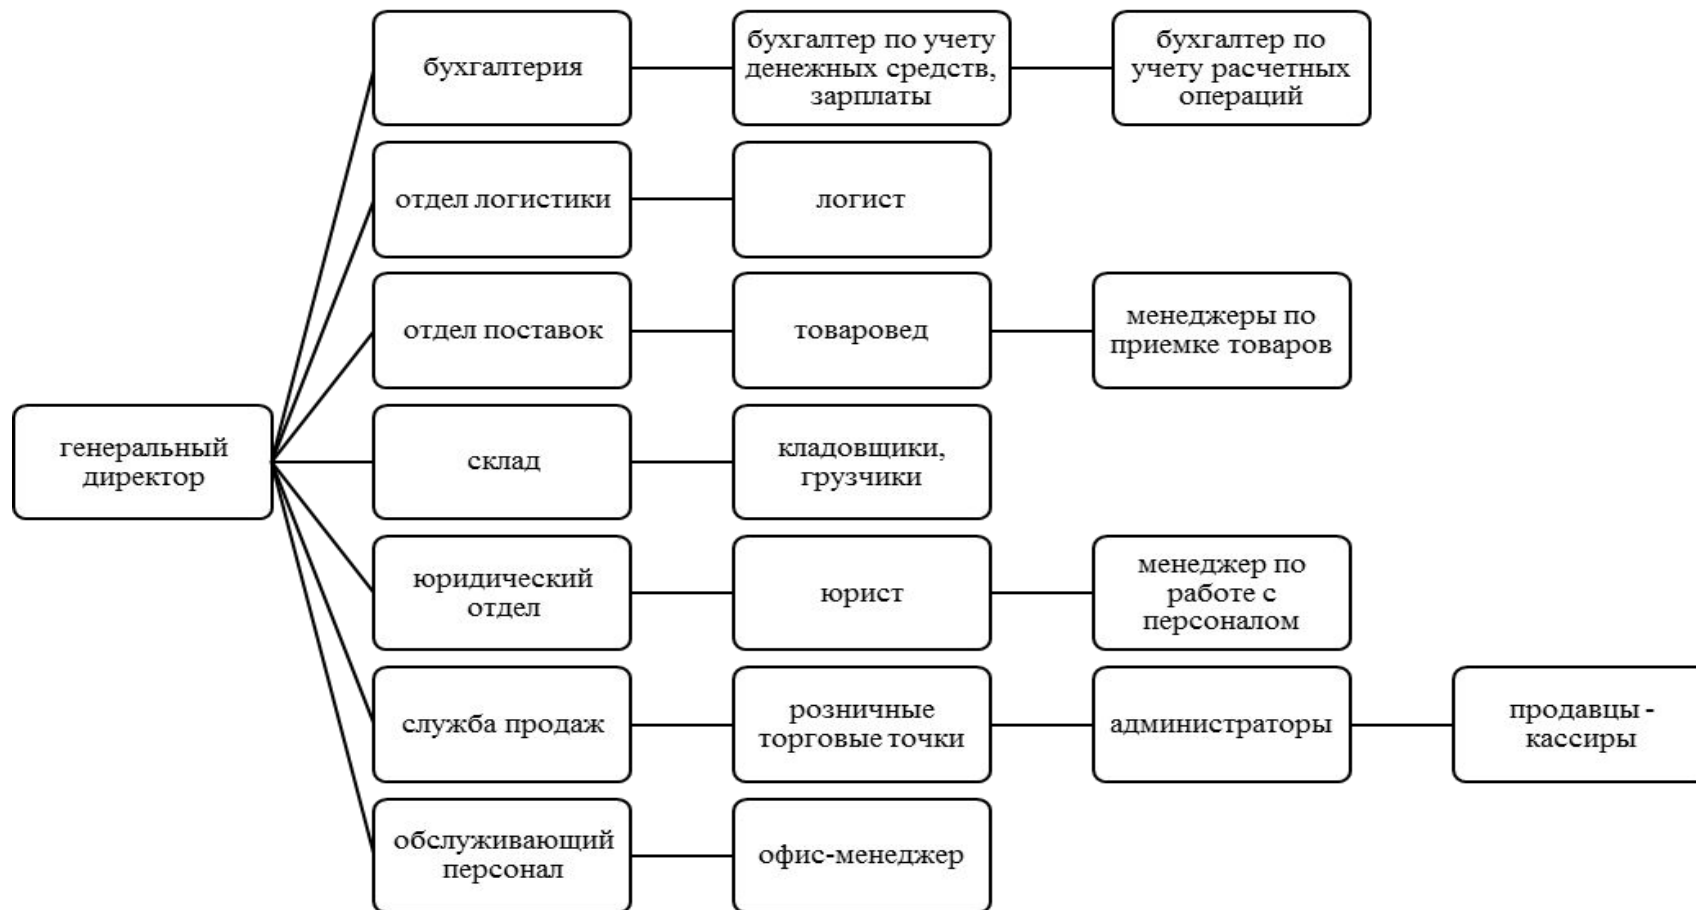 бухгалтерия
бухгалтер по учету
денежных средств,
зарплаты
бухгалтер по
учету расчетных
операций
отдел логистики
логист
отдел поставок
товаровед
менеджеры по
приемке товаров
генеральный
директор
склад
кладовщики,
грузчики
юридический
отдел
юрист
менеджер по
работе с
персоналом
служба продаж
розничные
торговые точки
администраторы
продавцы -
кассиры
обслуживающий
персонал
офис-менеджер